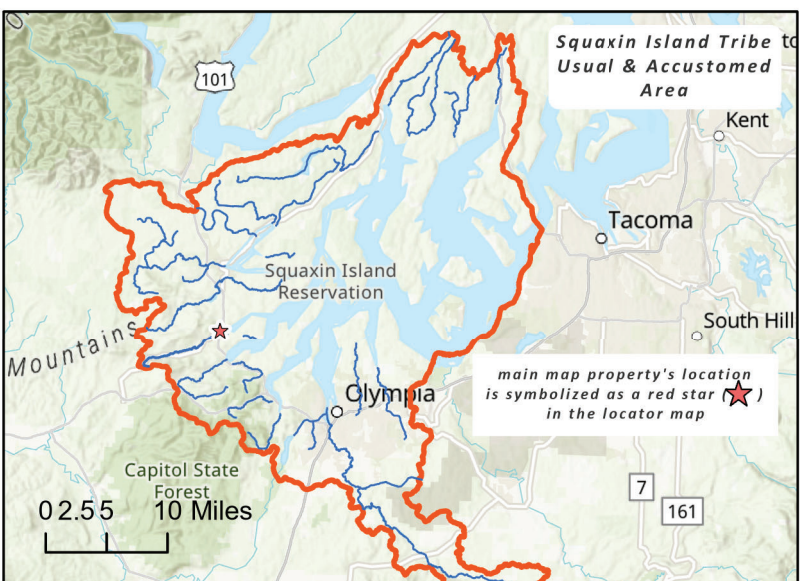 Squaxin Island Tribe
Usual & Accustomed
Area
101
Kent
Tacoma
Squaxin Island
Reservation
South Hill
Mountains
main map property's location
is symbolized as a red star ( )
in the locator map
Olympia
Capitol State
Forest
7
161
0 2.5 5 10 Miles